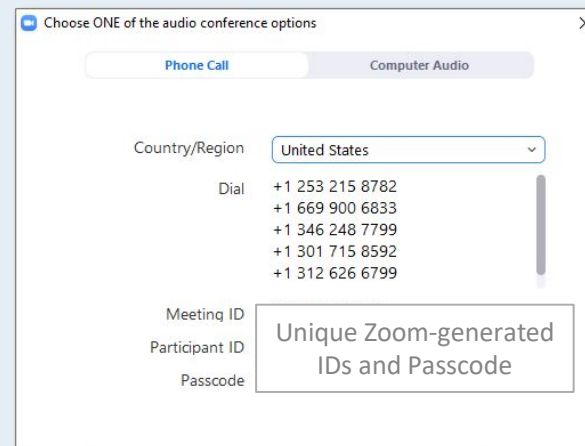 Choose ONE of the audio conference options
Phone Call Computer Audio
Country/Region United States
Dial +1 253 215 8782
+1 669 900 6833
+1 346 248 7799
+1 301 715 8592
+1 312 626 6799
Meeting ID
Participant ID
Passcode
Unique Zoom-generated
IDs and Passcode